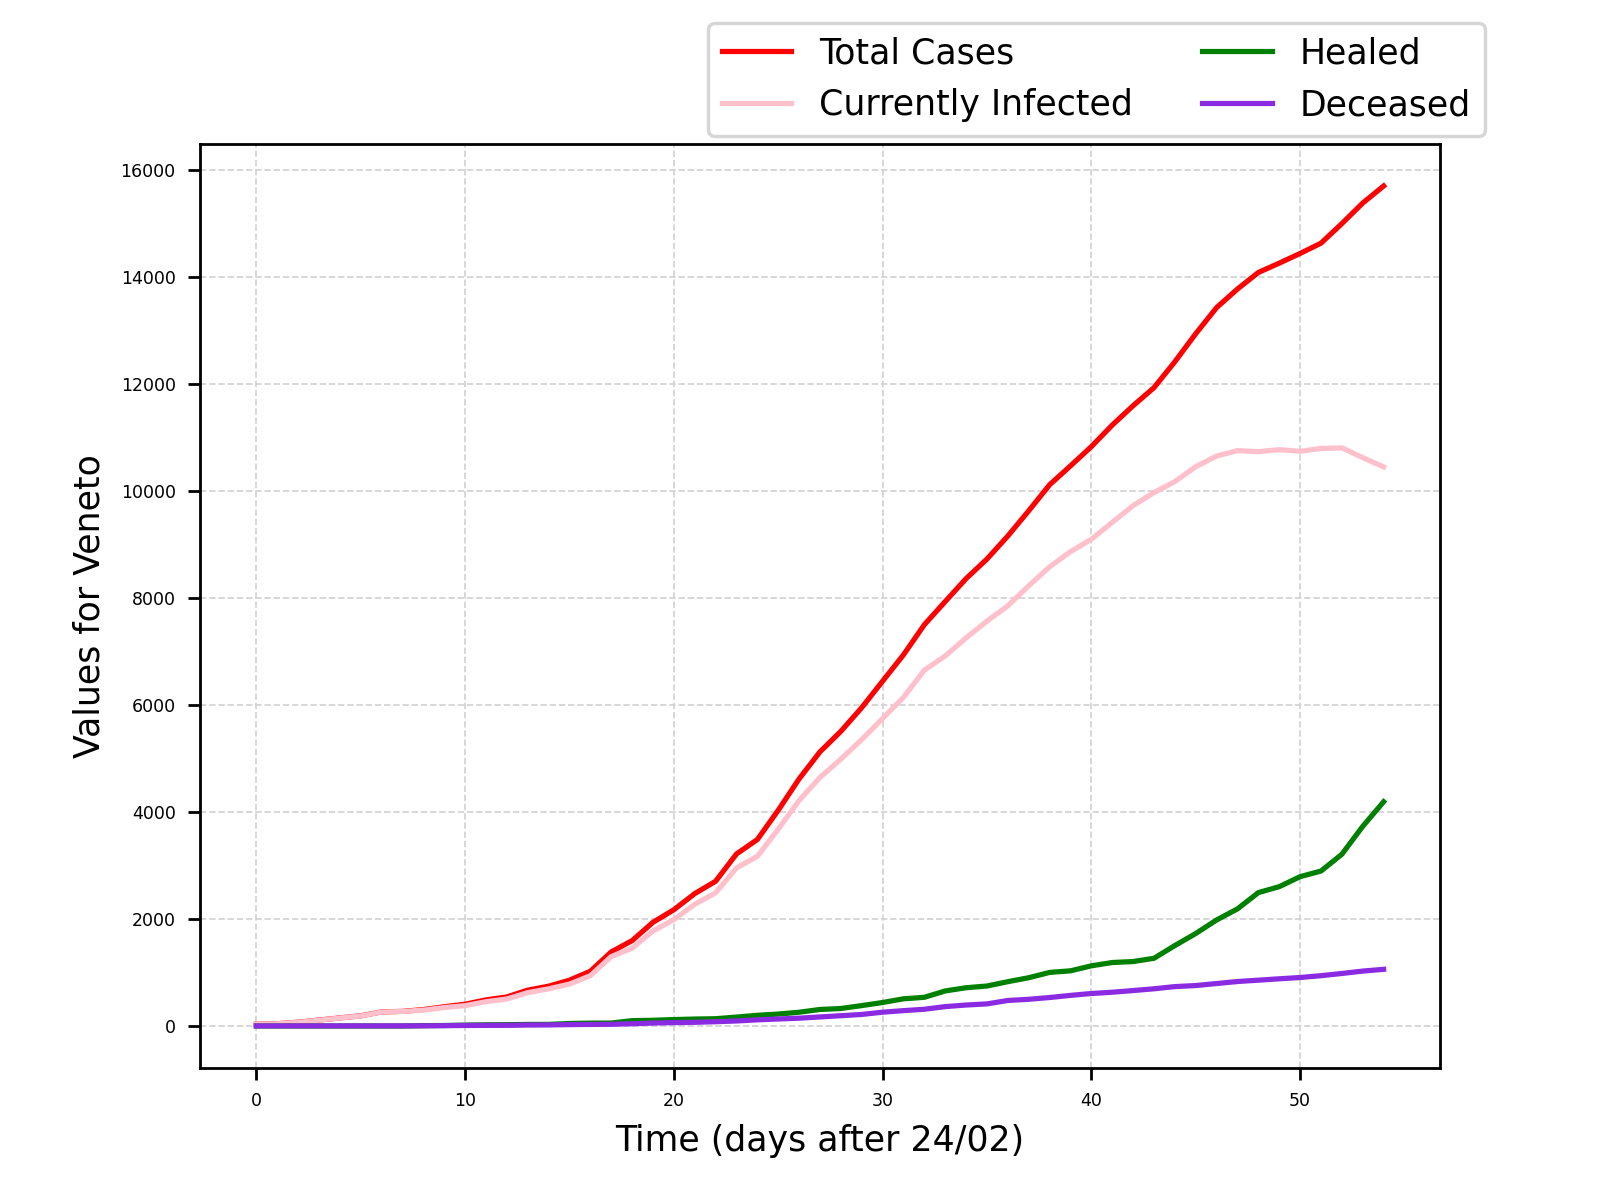 Total Cases
Currently Infected
Healed
Deceased
16000
14000
12000
10000
8000
6000
4000
2000
0
Values for Veneto
0 10 20 30 40 50
Time (days after 24/02)